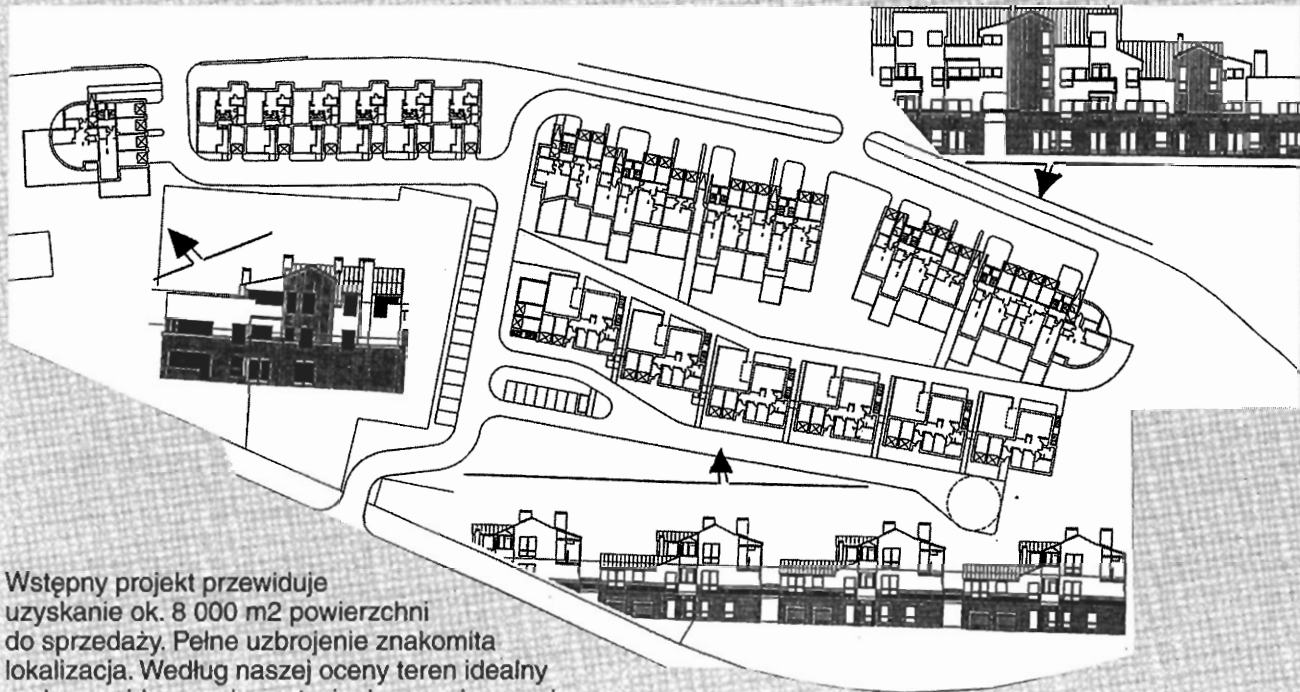 Wstępny projekt przewiduje
uzyskanie ok. 8 000 m2 powierzchni
do sprzedaży. Pełne uzbrojenie znakomita
lokalizacja. Według naszej oceny teren idealny